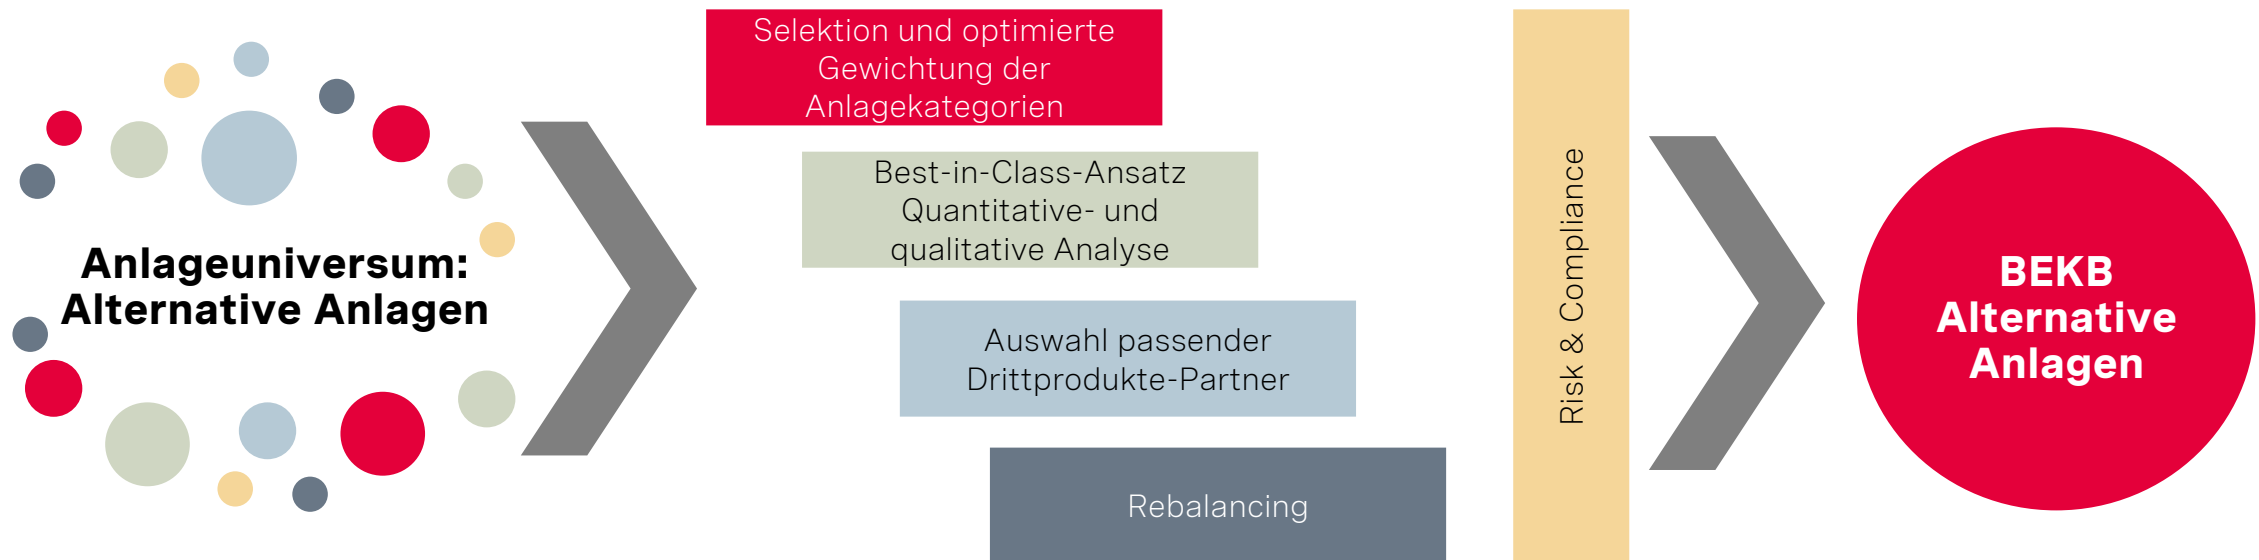 Anlageuniversum:
Alternative Anlagen
Selektion und optimierte
Gewichtung der
Anlagekategorien
Best-in-Class-Ansatz
Quantitative- und
qualitative Analyse
Auswahl passender
Drittprodukte-Partner
Rebalancing
Risk & Compliance
BEKB
Alternative
Anlagen